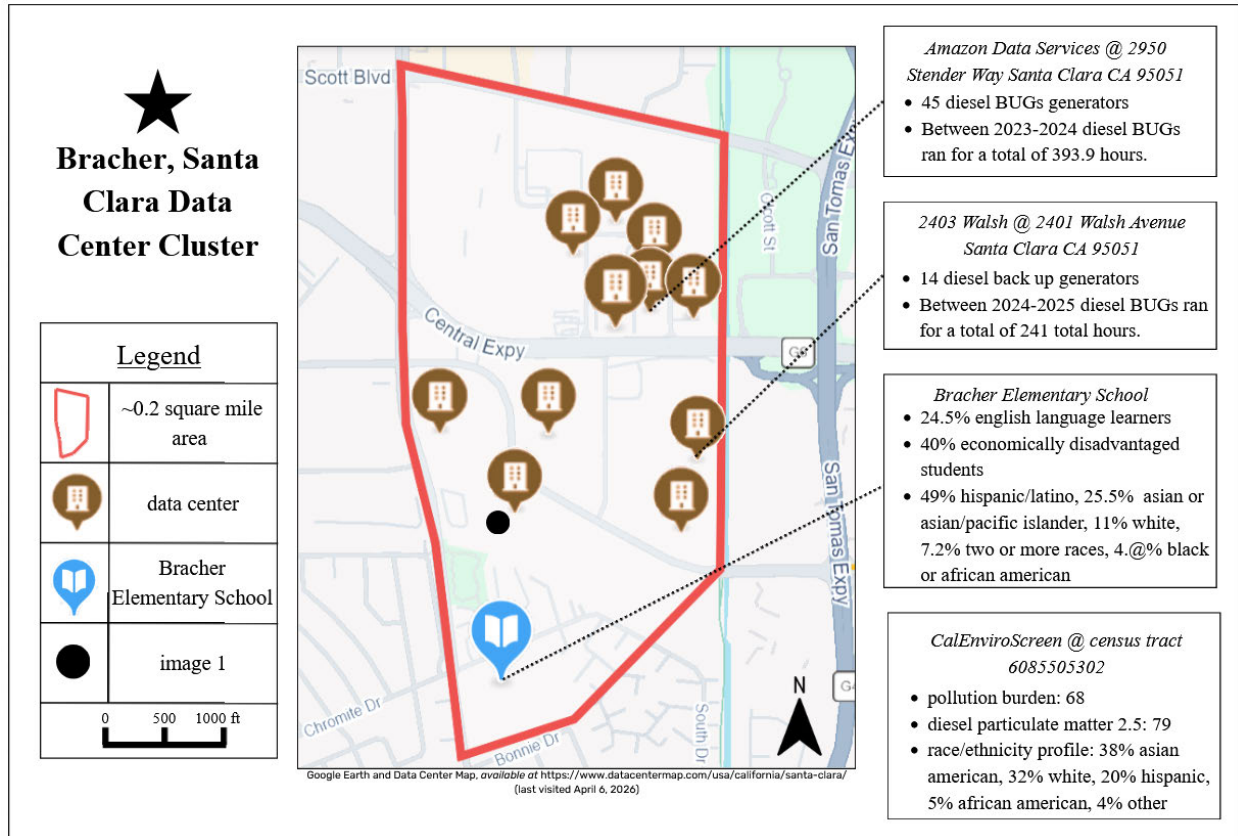 Bracher, Santa
Clara Data
Center Cluster
Legend
~0.2 square mile
area
data center
Bracher
Elementary School
image 1
0 500 1000 ft
Scott Blvd
Central Expy
Coott St
San Tomas Exp
G6
San Tomas Expy
G4
N
Chromite Dr
Bonnie Dr
South Dr
Google Earth and Data Center Map, available at https://www.datacentermap.com/usa/california/santa-clara/
(last visited April 6, 2026)
Amazon Data Services @ 2950
Stender Way Santa Clara CA 95051
• 45 diesel BUGs generators
• Between 2023-2024 diesel BUGs
ran for a total of 393.9 hours.
2403 Walsh @ 2401 Walsh Avenue
Santa Clara CA 95051
• 14 diesel back up generators
• Between 2024-2025 diesel BUGs ran
for a total of 241 total hours.
Bracher Elementary School
• 24.5% english language learners
• 40% economically disadvantaged
students
• 49% hispanic/latino, 25.5% asian or
asian/pacific islander, 11% white,
7.2% two or more races, 4.@% black
or african american
CalEnviroScreen @ census tract
6085505302
• pollution burden: 68
• diesel particulate matter 2.5: 79
• race/ethnicity profile: 38% asian
american, 32% white, 20% hispanic,
5% african american, 4% other